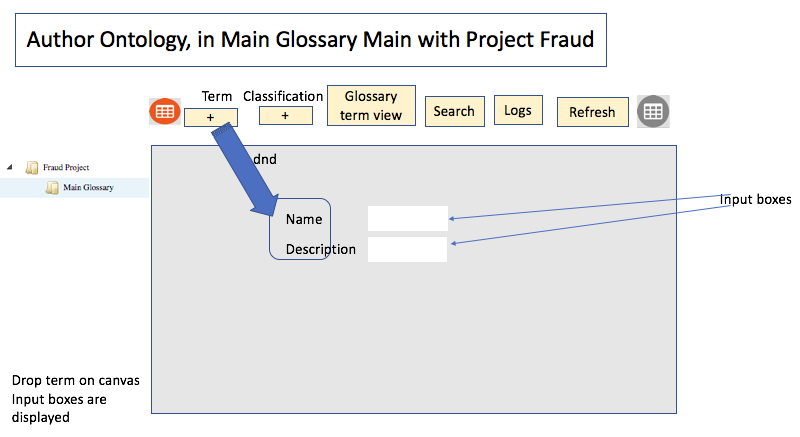 Author Ontology, in Main Glossary Main with Project Fraud
Term
Classification
+
+
Glossary
term view
Search
Logs
Refresh
Fraud Project
Main Glossary
dnd
Name
Description
Input boxes
Drop term on canvas
Input boxes are
displayed